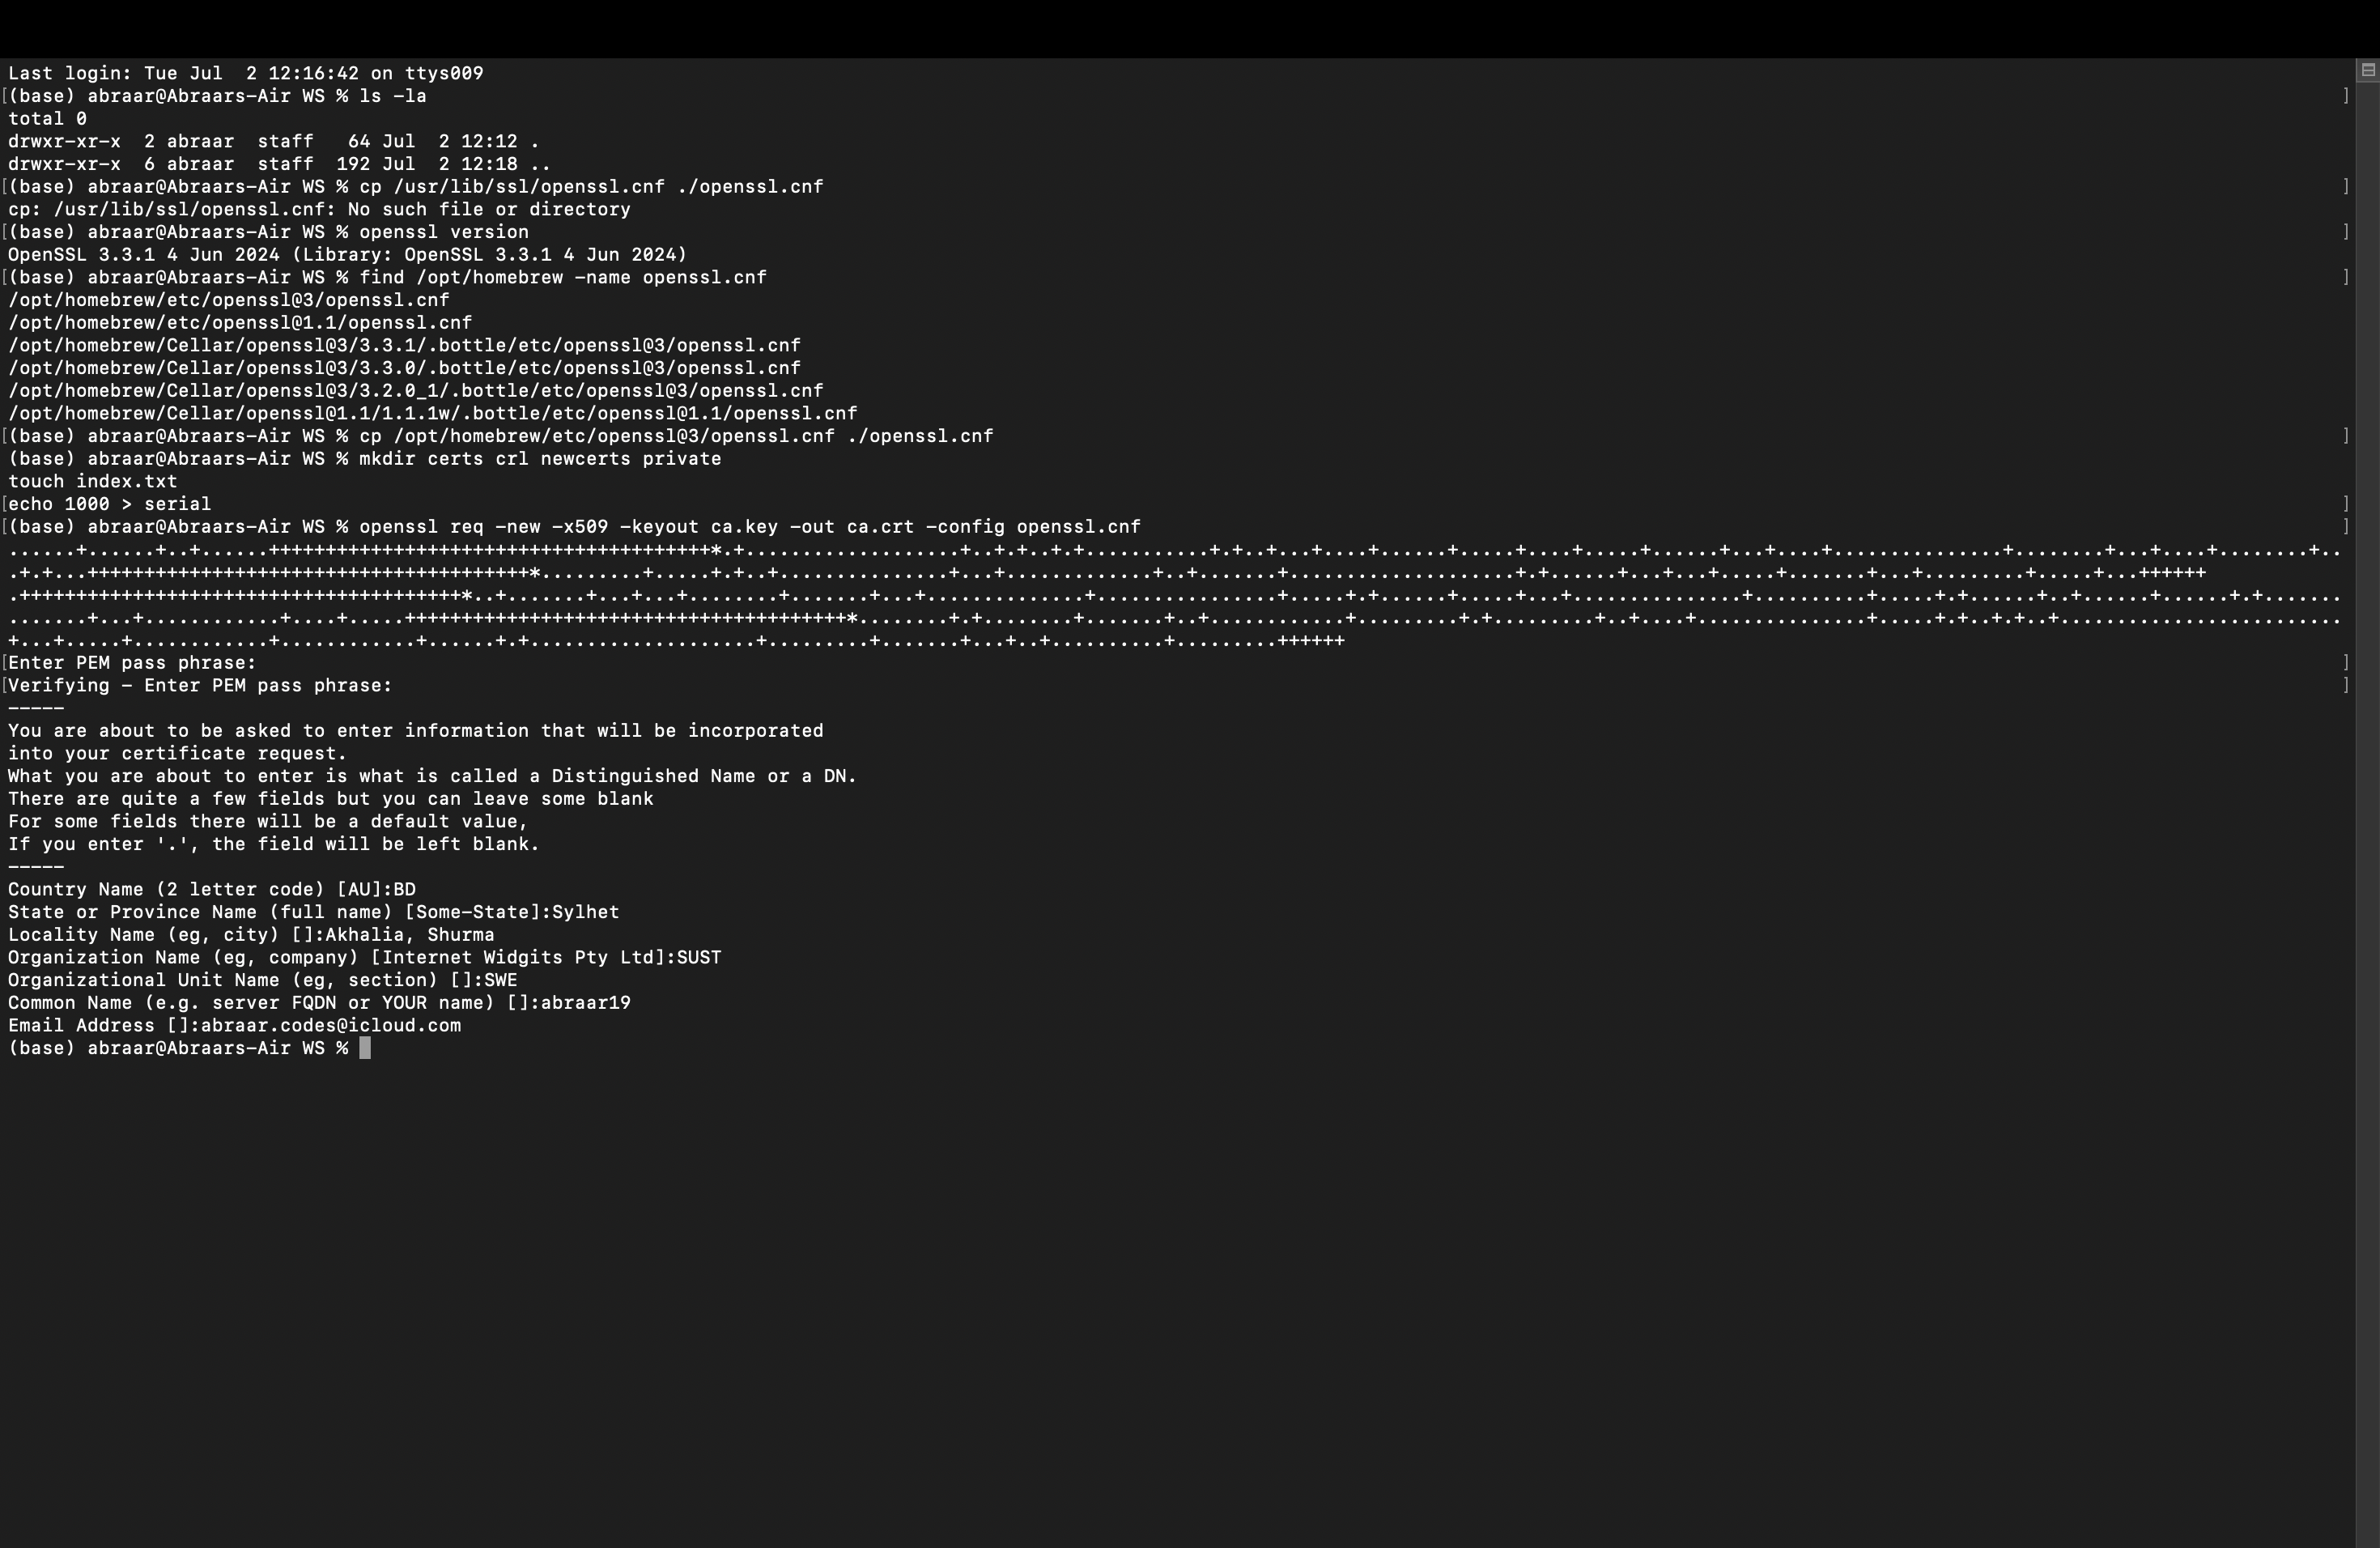 Last login: Tue Jul  2 12:16:42 on ttys009
[(base) abraar@Abraars-Air WS % ls -la ]
total 0
drwxr-xr-x  2 abraar  staff   64 Jul  2 12:12 .
drwxr-xr-x  6 abraar  staff  192 Jul  2 12:18 ..
[(base) abraar@Abraars-Air WS % cp /usr/lib/ssl/openssl.cnf ./openssl.cnf ]
cp: /usr/lib/ssl/openssl.cnf: No such file or directory
[(base) abraar@Abraars-Air WS % openssl version ]
OpenSSL 3.3.1 4 Jun 2024 (Library: OpenSSL 3.3.1 4 Jun 2024)
[(base) abraar@Abraars-Air WS % find /opt/homebrew -name openssl.cnf ]
/opt/homebrew/etc/openssl@3/openssl.cnf
/opt/homebrew/etc/openssl@1.1/openssl.cnf
/opt/homebrew/Cellar/openssl@3/3.3.1/.bottle/etc/openssl@3/openssl.cnf
/opt/homebrew/Cellar/openssl@3/3.3.0/.bottle/etc/openssl@3/openssl.cnf
/opt/homebrew/Cellar/openssl@3/3.2.0_1/.bottle/etc/openssl@3/openssl.cnf
/opt/homebrew/Cellar/openssl@1.1/1.1.1w/.bottle/etc/openssl@1.1/openssl.cnf
[(base) abraar@Abraars-Air WS % cp /opt/homebrew/etc/openssl@3/openssl.cnf ./openssl.cnf ]
(base) abraar@Abraars-Air WS % mkdir certs crl newcerts private
touch index.txt
[echo 1000 > serial ]
[(base) abraar@Abraars-Air WS % openssl req -new -x509 -keyout ca.key -out ca.crt -config openssl.cnf ]
[Enter PEM pass phrase: ]
[Verifying - Enter PEM pass phrase: ]
-----
You are about to be asked to enter information that will be incorporated
into your certificate request.
What you are about to enter is what is called a Distinguished Name or a DN.
There are quite a few fields but you can leave some blank
For some fields there will be a default value,
If you enter '.', the field will be left blank.
-----
Country Name (2 letter code) [AU]:BD
State or Province Name (full name) [Some-State]:Sylhet
Locality Name (eg, city) []:Akhalia, Shurma
Organization Name (eg, company) [Internet Widgits Pty Ltd]:SUST
Organizational Unit Name (eg, section) []:SWE
Common Name (e.g. server FQDN or YOUR name) []:abraar19
Email Address []:abraar.codes@icloud.com
(base) abraar@Abraars-Air WS %